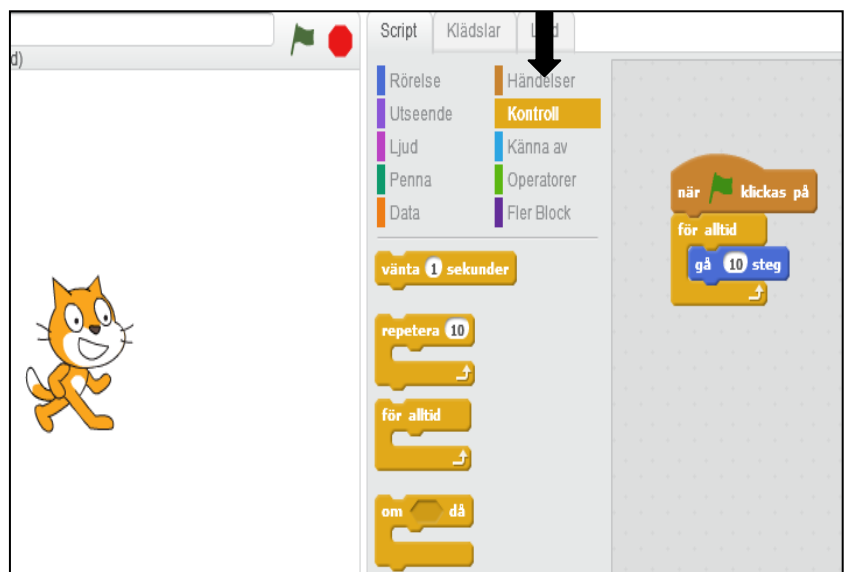 d)
Script Klädslar
Rörelse Händelser
Utseende Kontroll
Ljud Känna av
Penna Operatorer
Data Fler Block
vänta 1 sekunder
repetera 10
för alltid
om då
när klickas på
för alltid
gå 10 steg